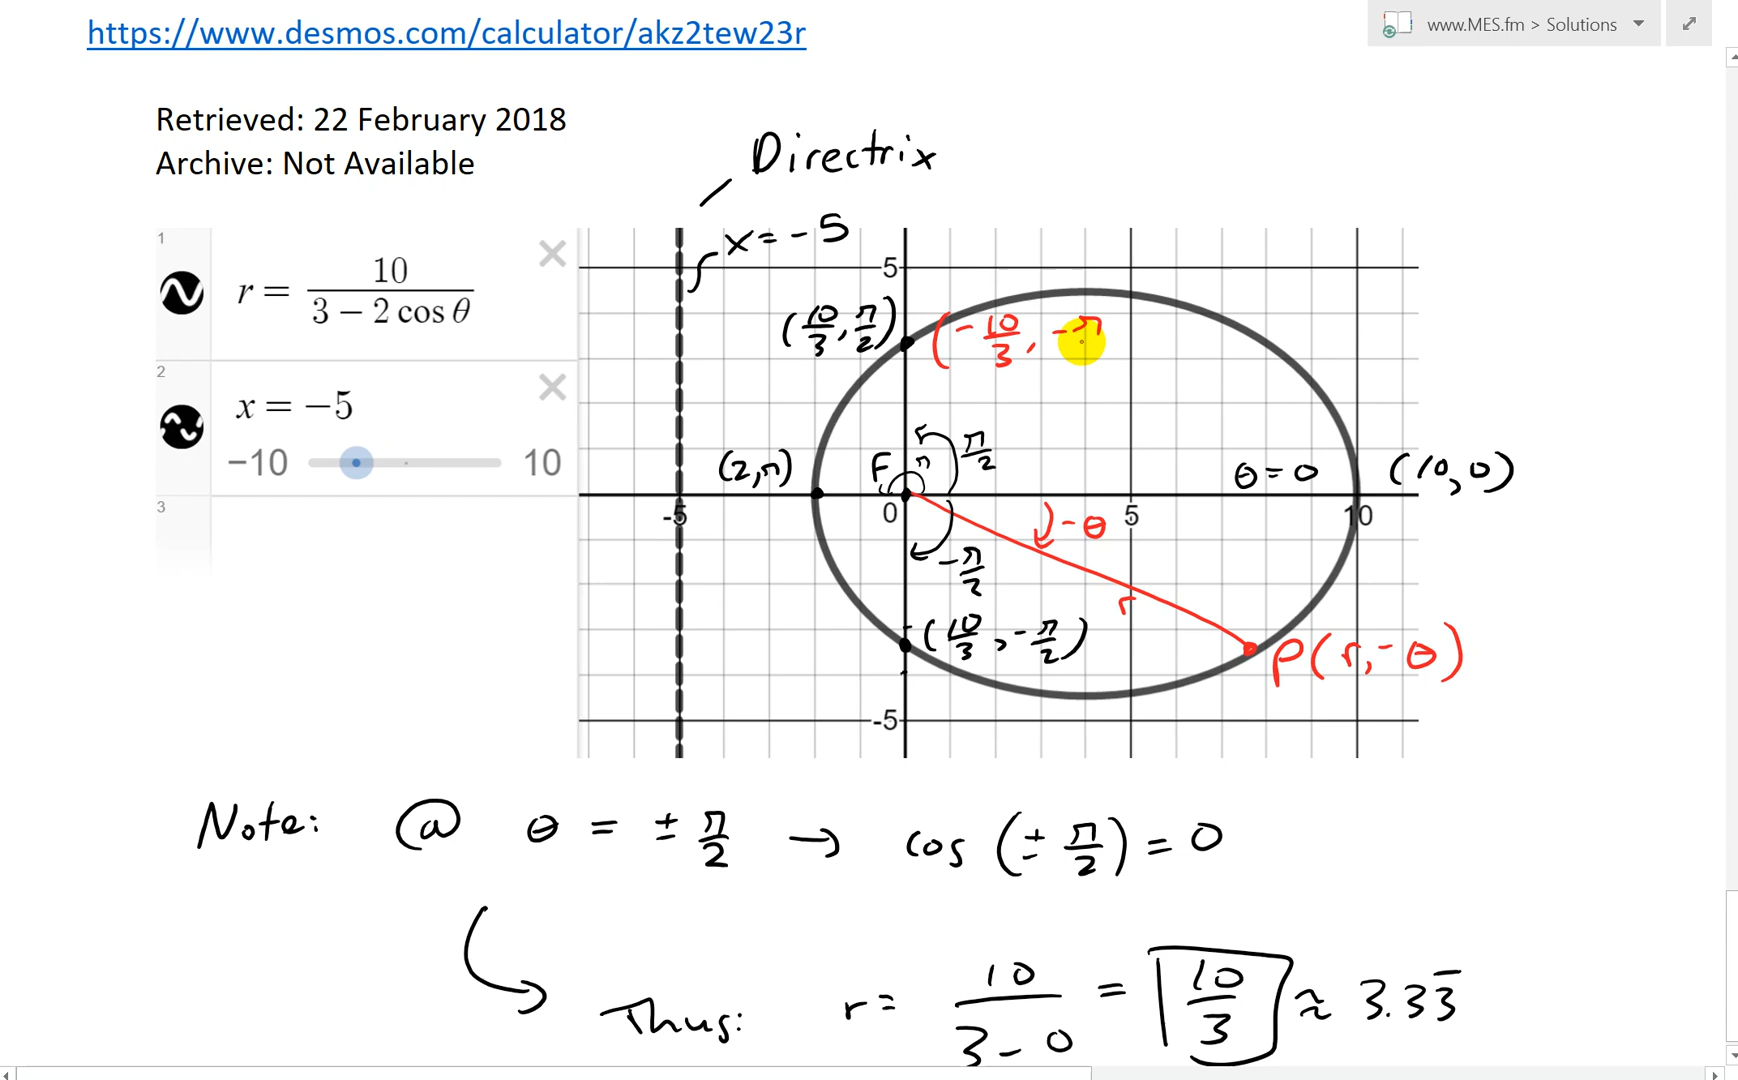 https://www.desmos.com/calculator/akz2tew23r
www.MES.fm > Solutions
Retrieved: 22 February 2018
Archive: Not Available
Directrix
x = -5
1
r = 10 / (3 − 2 cos θ)
2
x = −5
−10 10
3
5
(10/3, π/2) (-10/3, -π
(2, π) F π π/2 θ = 0 (10, 0)
-5 0 5 10
-θ
-π/2
r
(10/3, -π/2) P(r, -θ)
-5
Note: @ θ = ± π/2 → cos (± π/2) = 0
Thus: r = 10 / (3 - 0) = 10/3 ≈ 3.33̅